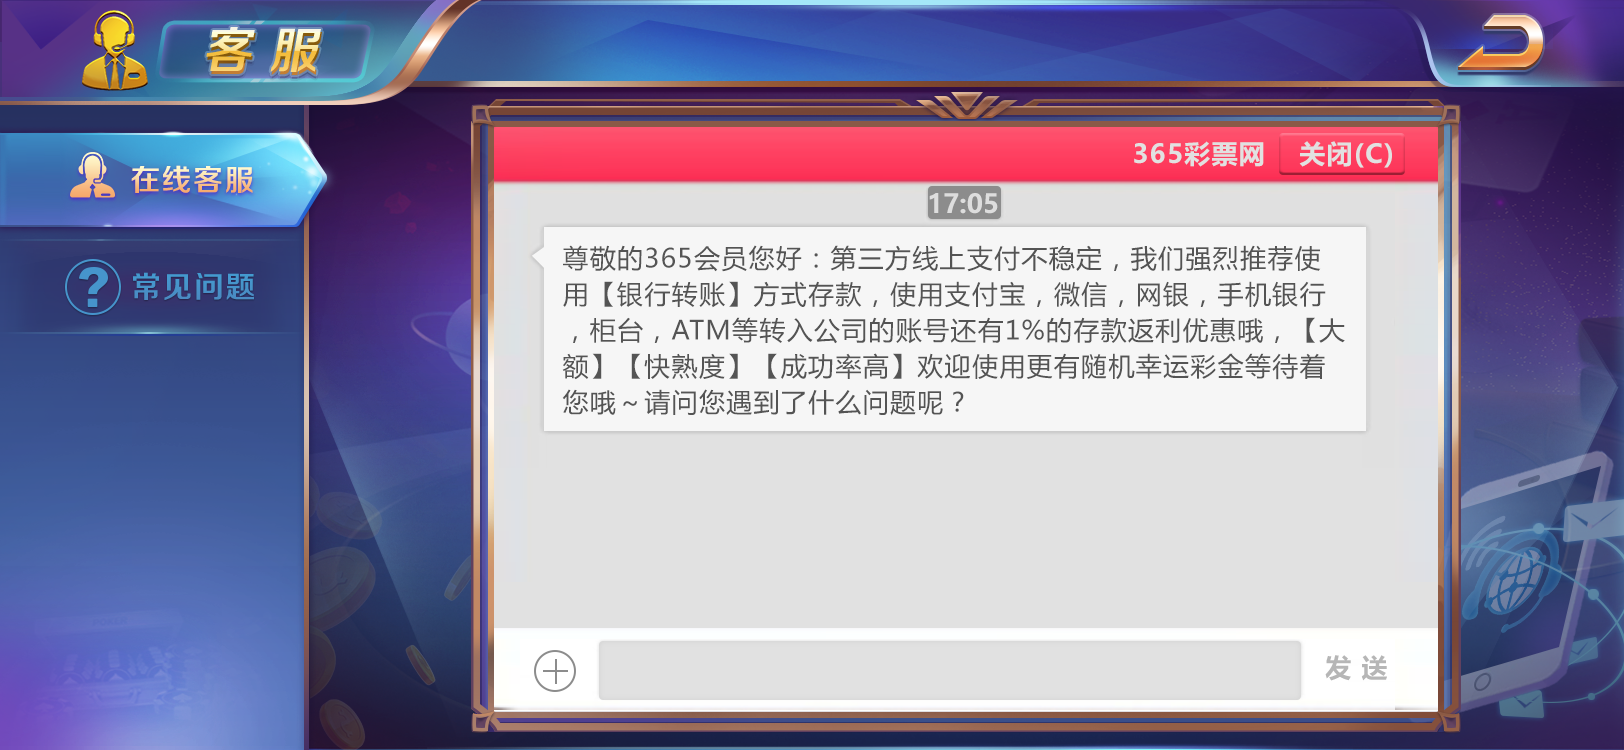 客服
在线客服
常见问题
365彩票网 关闭(C)
17:05
尊敬的365会员您好：第三方线上支付不稳定，我们强烈推荐使
用【银行转账】方式存款，使用支付宝，微信，网银，手机银行
，柜台，ATM等转入公司的账号还有1%的存款返利优惠哦，【大
额】【快熟度】【成功率高】欢迎使用更有随机幸运彩金等待着
您哦～请问您遇到了什么问题呢？
发送